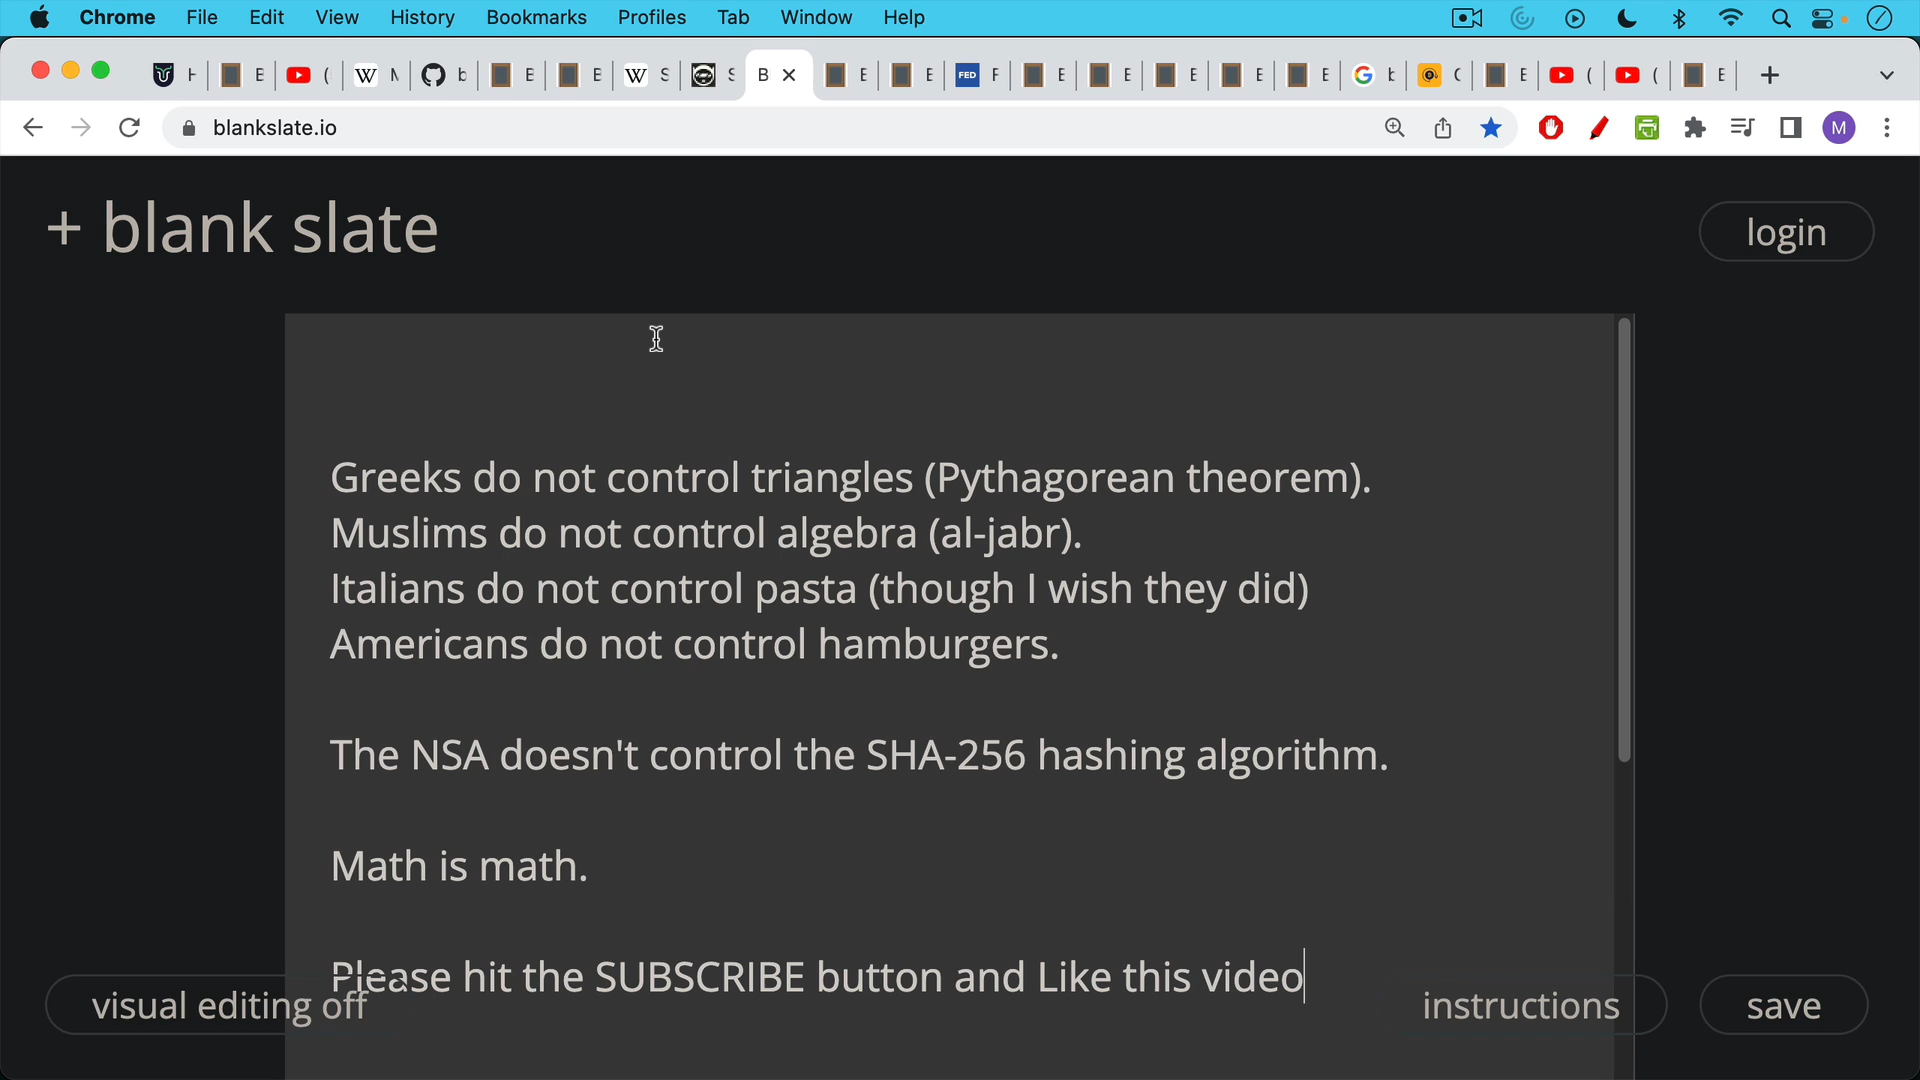 Chrome File Edit View History Bookmarks Profiles Tab Window Help
blankslate.io
+ blank slate
login
Greeks do not control triangles (Pythagorean theorem).
Muslims do not control algebra (al-jabr).
Italians do not control pasta (though I wish they did)
Americans do not control hamburgers.
The NSA doesn't control the SHA-256 hashing algorithm.
Math is math.
Please hit the SUBSCRIBE button and Like this video
visual editing off
instructions
save